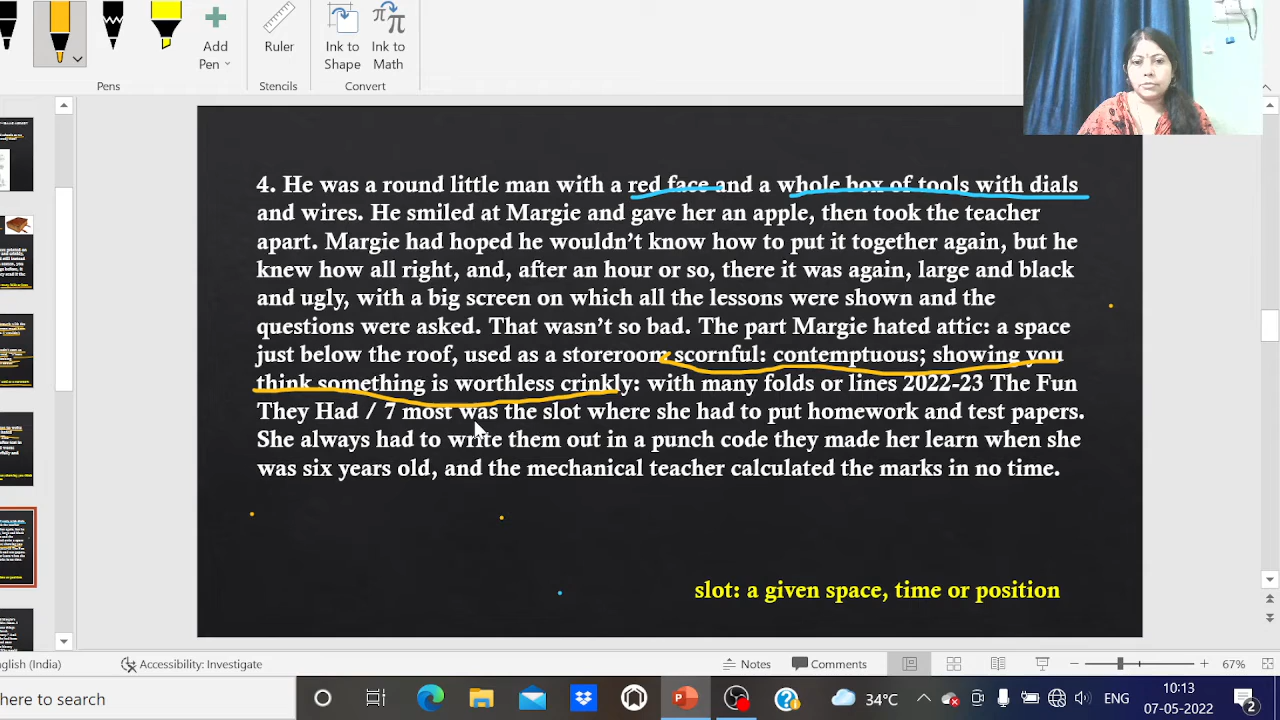 Add
Pen
Ruler
Ink to
Shape
Ink to
Math
Pens
Stencils
Convert
4. He was a round little man with a red face and a whole box of tools with dials
and wires. He smiled at Margie and gave her an apple, then took the teacher
apart. Margie had hoped he wouldn’t know how to put it together again, but he
knew how all right, and, after an hour or so, there it was again, large and black
and ugly, with a big screen on which all the lessons were shown and the
questions were asked. That wasn’t so bad. The part Margie hated attic: a space
just below the roof, used as a storeroom scornful: contemptuous; showing you
think something is worthless crinkly: with many folds or lines 2022-23 The Fun
They Had / 7 most was the slot where she had to put homework and test papers.
She always had to write them out in a punch code they made her learn when she
was six years old, and the mechanical teacher calculated the marks in no time.
slot: a given space, time or position
nglish (India)
Accessibility: Investigate
Notes
Comments
67%
here to search
34°C
ENG
10:13
07-05-2022
2